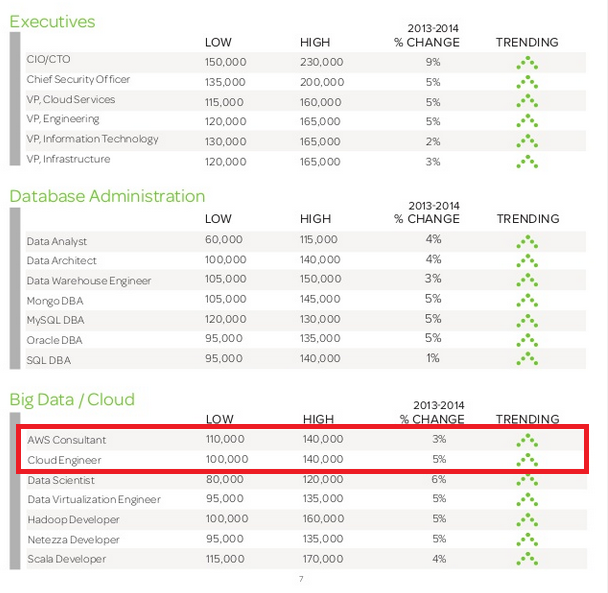 Executives
LOW HIGH 2013-2014 % CHANGE TRENDING
CIO/CTO 150,000 230,000 9%
Chief Security Officer 135,000 200,000 5%
VP, Cloud Services 115,000 160,000 5%
VP, Engineering 120,000 165,000 5%
VP, Information Technology 130,000 165,000 2%
VP, Infrastructure 120,000 165,000 3%
Database Administration
LOW HIGH 2013-2014 % CHANGE TRENDING
Data Analyst 60,000 115,000 4%
Data Architect 100,000 140,000 4%
Data Warehouse Engineer 105,000 150,000 3%
Mongo DBA 105,000 145,000 5%
MySQL DBA 120,000 130,000 5%
Oracle DBA 95,000 135,000 5%
SQL DBA 95,000 140,000 1%
Big Data / Cloud
LOW HIGH 2013-2014 % CHANGE TRENDING
AWS Consultant 110,000 140,000 3%
Cloud Engineer 100,000 140,000 5%
Data Scientist 80,000 120,000 6%
Data Virtualization Engineer 95,000 135,000 5%
Hadoop Developer 100,000 160,000 5%
Netezza Developer 95,000 135,000 5%
Scala Developer 115,000 170,000 4%
7